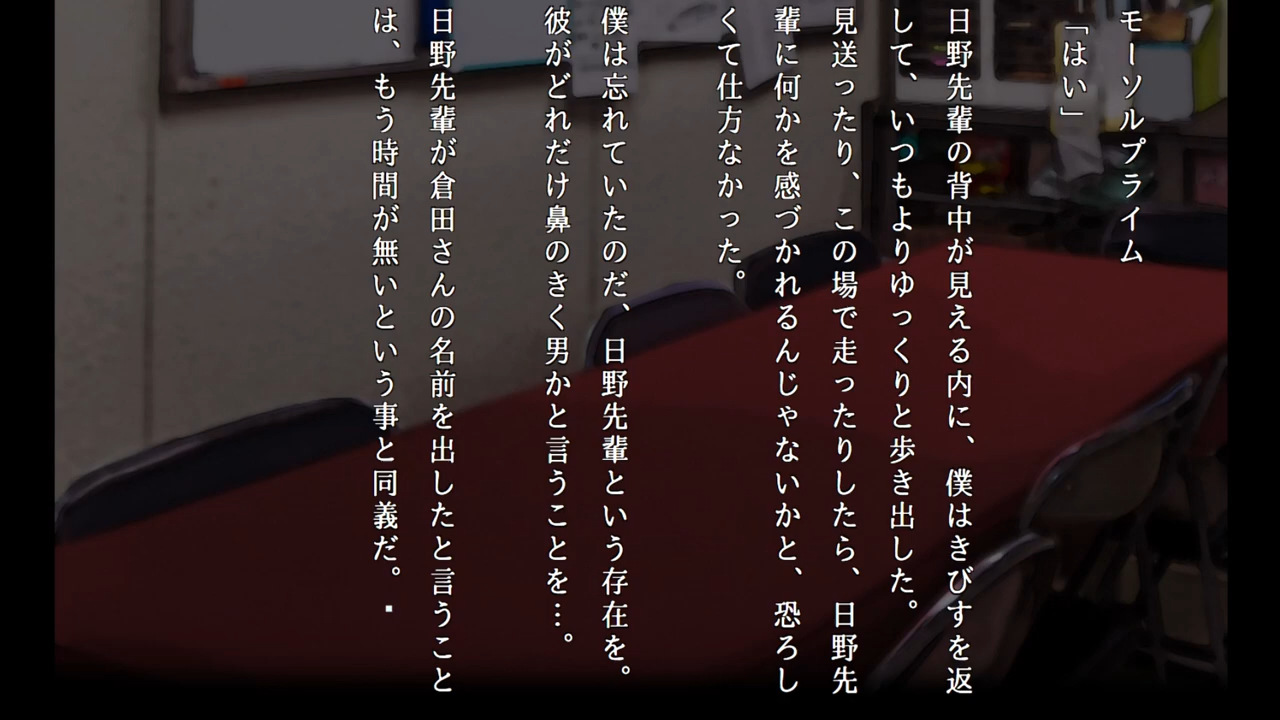 モーソルプライム
「はい」
日野先輩の背中が見える内に、僕はきびすを返
して、いつもよりゆっくりと歩き出した。
見送ったり、この場で走ったりしたら、日野先
輩に何かを感づかれるんじゃないかと、恐ろし
くて仕方なかった。
僕は忘れていたのだ、日野先輩という存在を。
彼がどれだけ鼻のきく男かと言うことを…。
日野先輩が倉田さんの名前を出したと言うこと
は、もう時間が無いという事と同義だ。